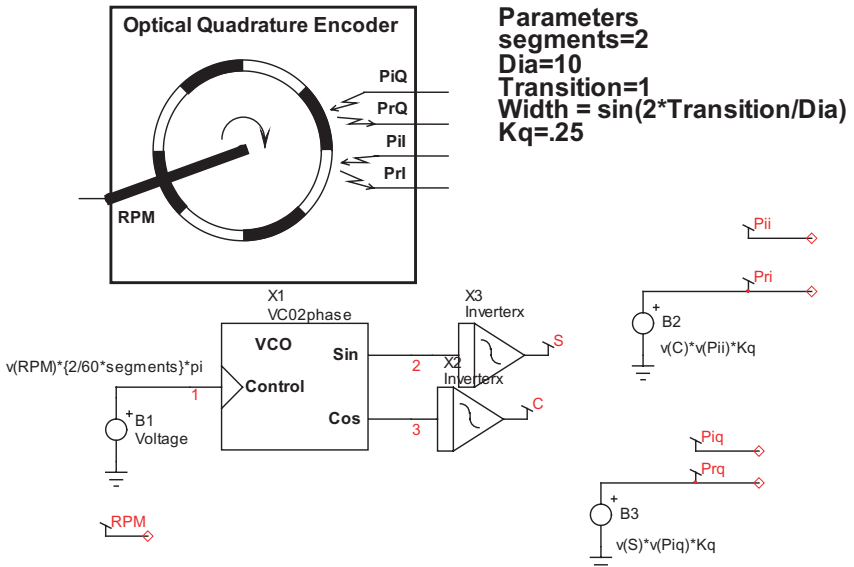 Optical Quadrature Encoder
PiQ
PrQ
PiI
PrI
RPM
Parameters
segments=2
Dia=10
Transition=1
Width = sin(2*Transition/Dia)
Kq=.25
Pii
Pri
B2
v(C)*v(Pii)*Kq
X1
VC02phase
VCO
Sin
Control
Cos
v(RPM)*{2/60*segments}*pi
1
B1
Voltage
2
3
X3
Inverterx
S
X2
Inverterx
C
Piq
Prq
B3
v(S)*v(Piq)*Kq
RPM